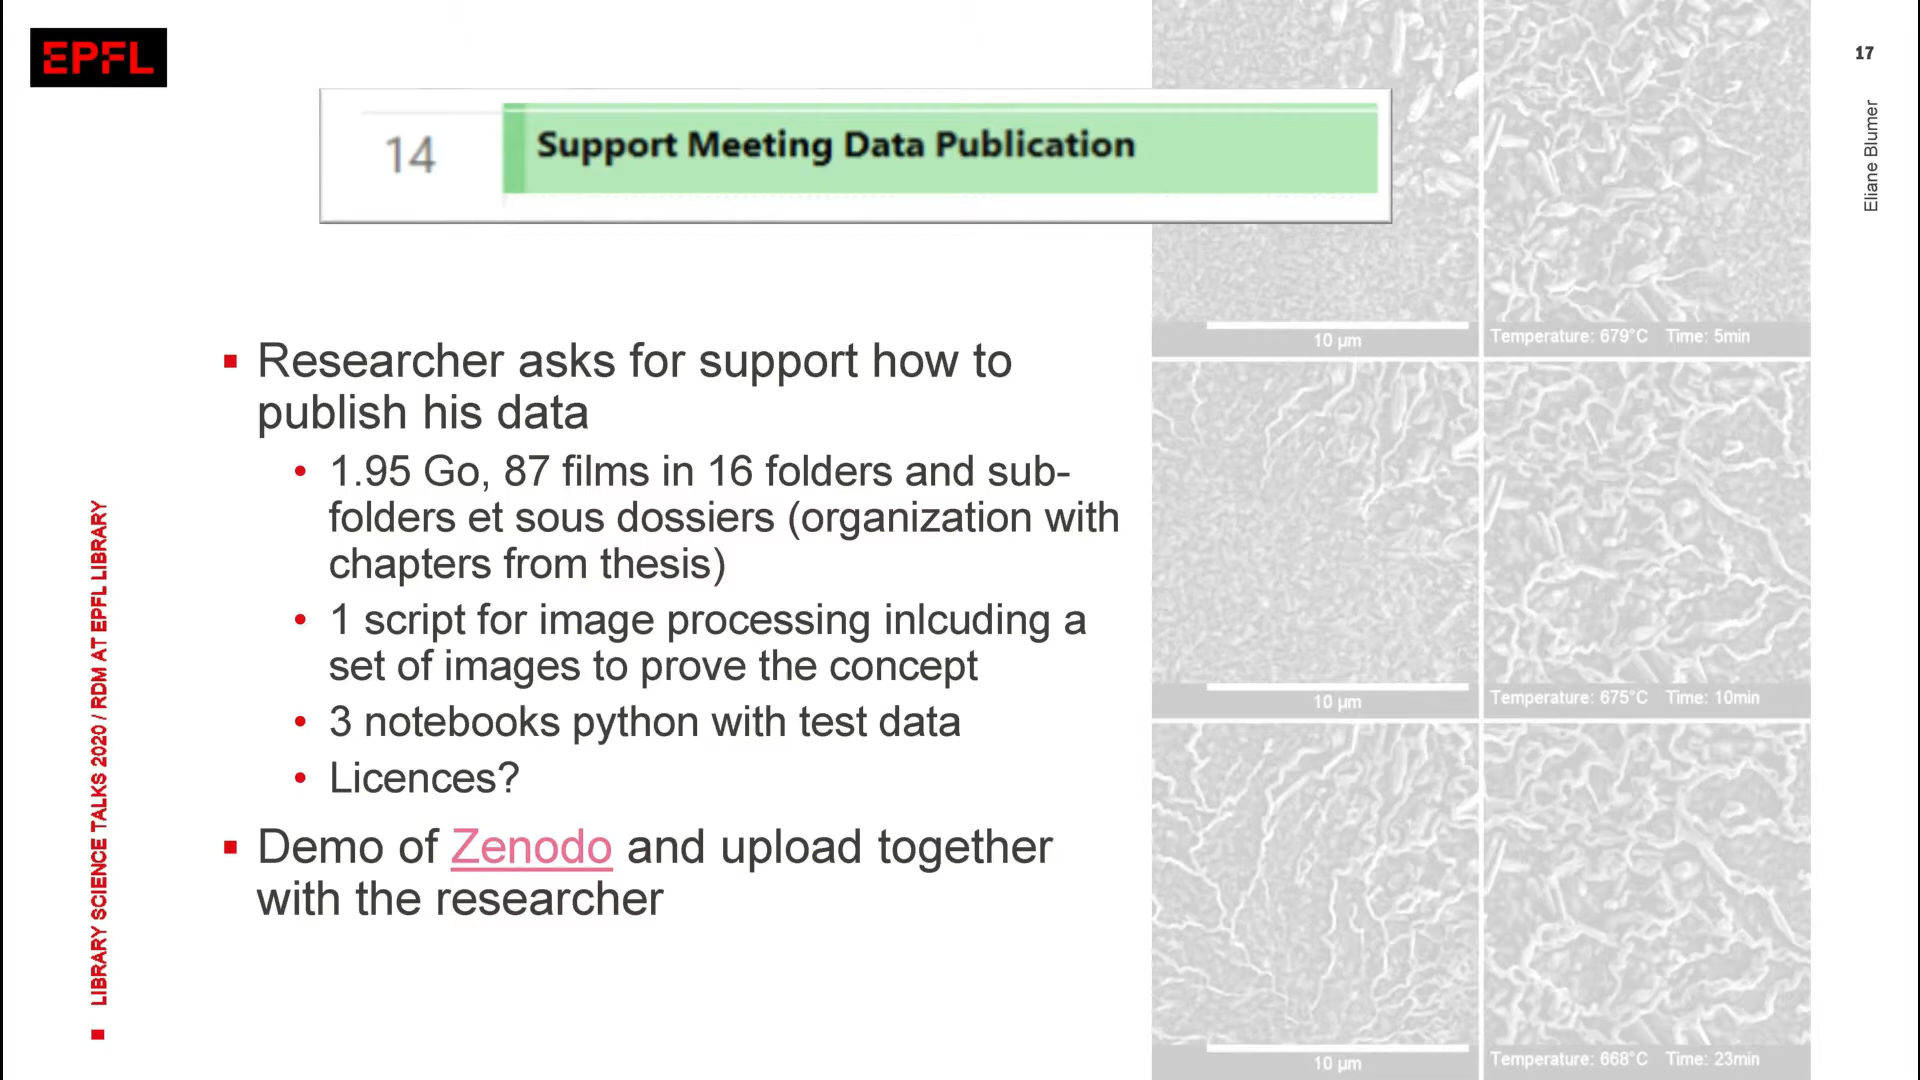 EPFL
17
Eliane Blumer
14
Support Meeting Data Publication
Researcher asks for support how to
publish his data
1.95 Go, 87 films in 16 folders and sub-
folders et sous dossiers (organization with
chapters from thesis)
1 script for image processing inlcuding a
set of images to prove the concept
3 notebooks python with test data
Licences?
Demo of Zenodo and upload together
with the researcher
LIBRARY SCIENCE TALKS 2020 / RDM AT EPFL LIBRARY
10 µm
Temperature: 679°C Time: 5min
10 µm
Temperature: 675°C Time: 10min
10 µm
Temperature: 668°C Time: 23min